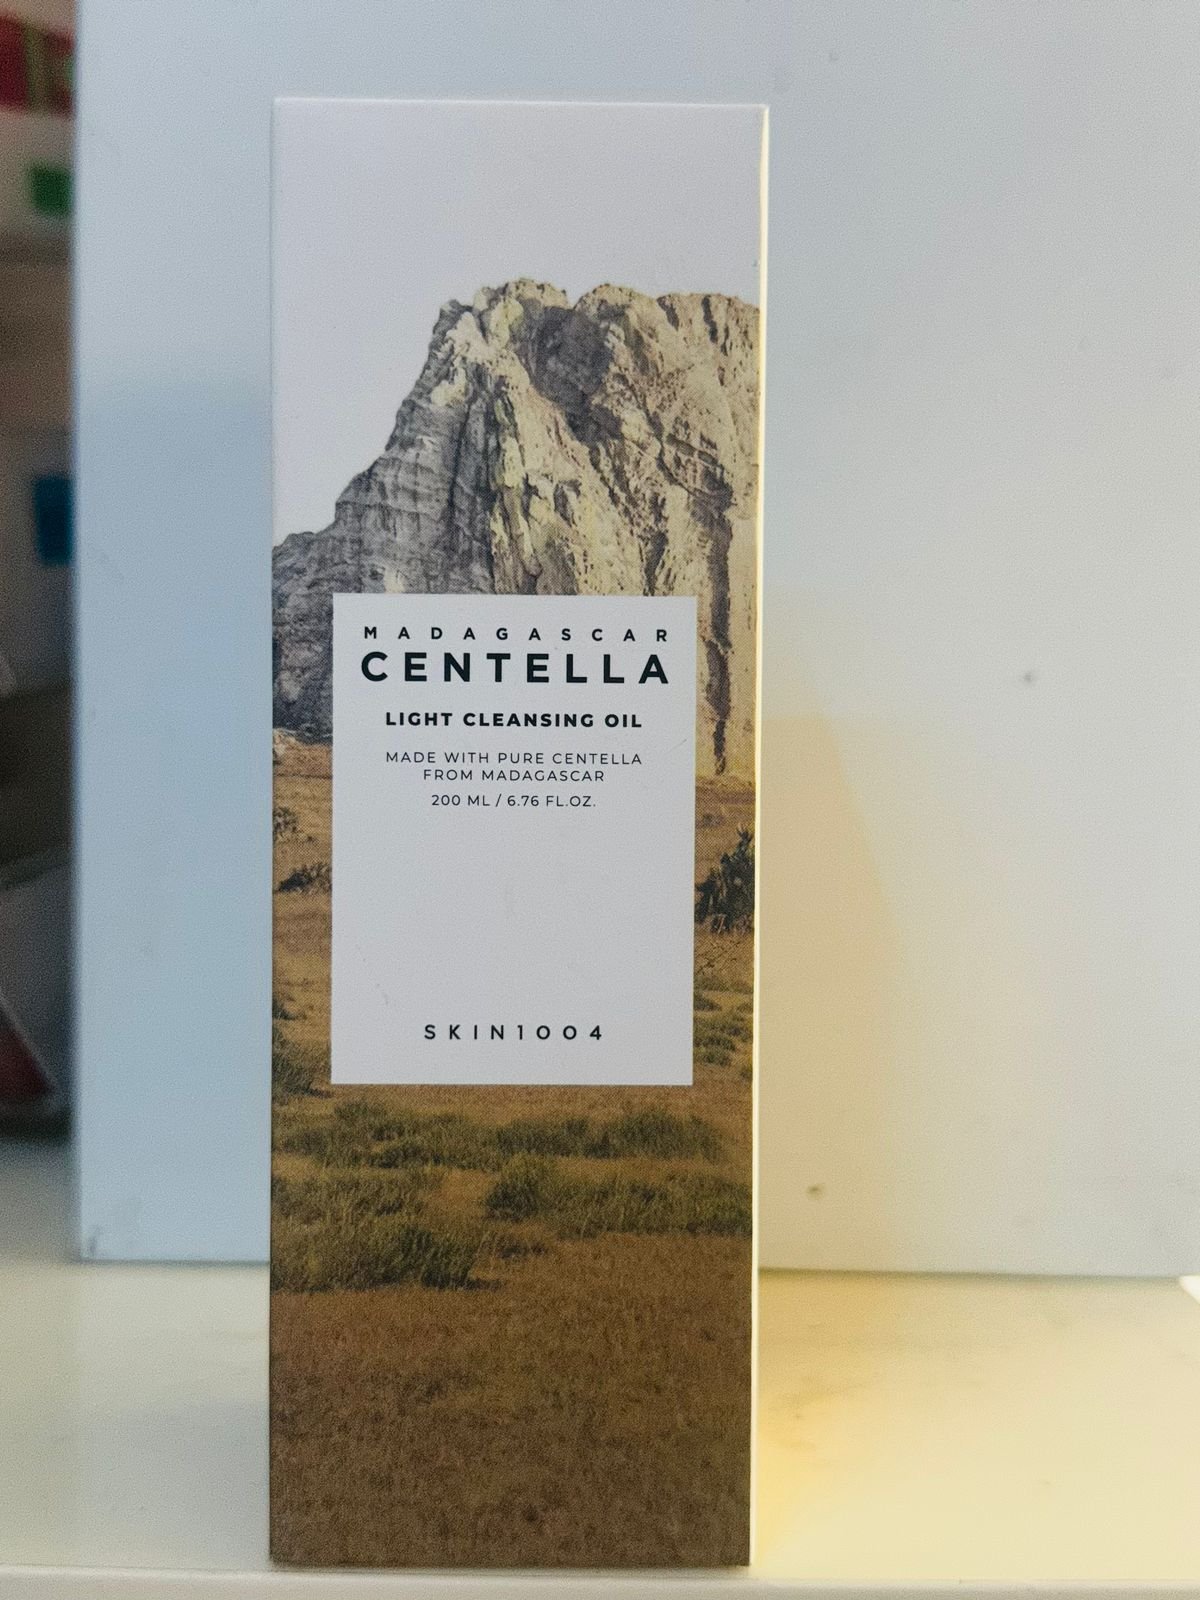 MADAGASCAR
CENTELLA
LIGHT CLEANSING OIL
MADE WITH PURE CENTELLA
FROM MADAGASCAR
200 ML / 6.76 FL.OZ.
SKIN1004